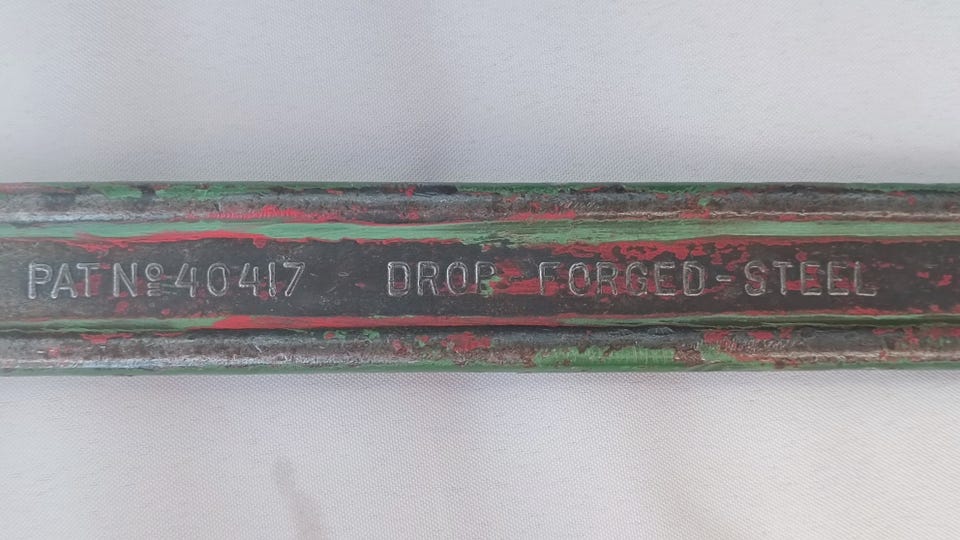 PAT Nº 40417 DROP FORGED-STEEL